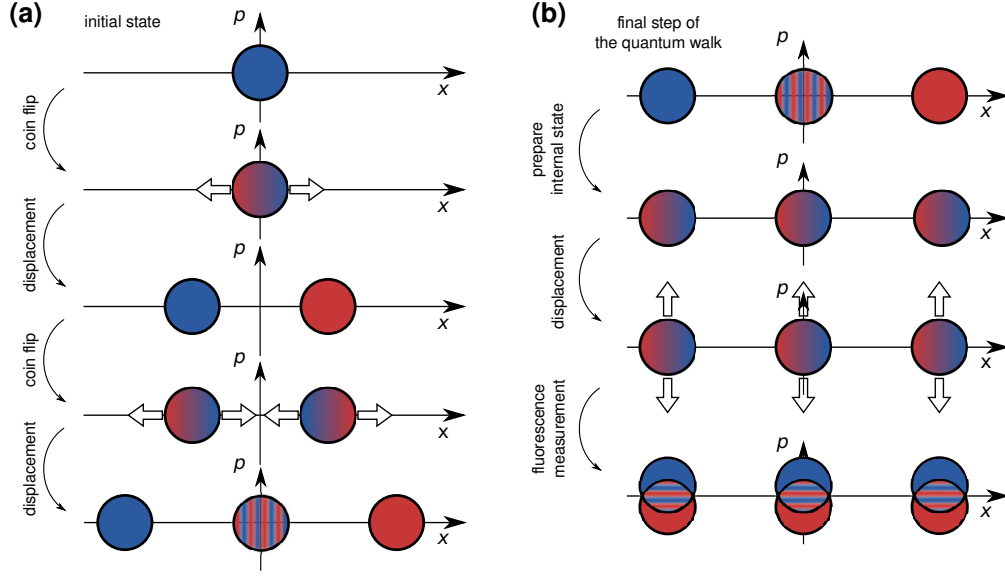 (a)
initial state
p
x
coin flip
p
x
displacement
p
x
coin flip
p
x
displacement
p
x
(b)
final step of
the quantum walk
p
x
prepare
internal state
p
x
displacement
p
x
fluorescence
measurement
p
x